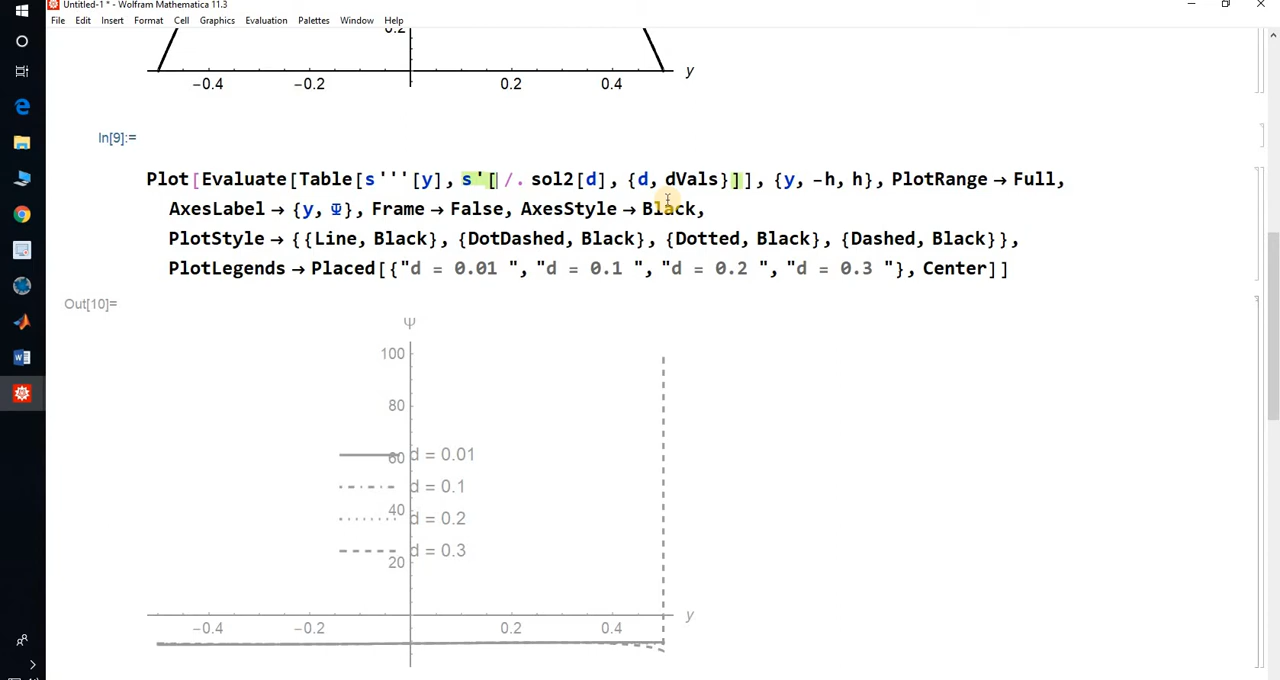 Untitled-1 * - Wolfram Mathematica 11.3
File Edit Insert Format Cell Graphics Evaluation Palettes Window Help
0.2
y
-0.4 -0.2 0.2 0.4
In[9]:=
Plot[Evaluate[Table[s'''[y], s'[ /. sol2[d], {d, dVals}]], {y, -h, h}, PlotRange → Full,
AxesLabel → {y, Ψ}, Frame → False, AxesStyle → Black,
PlotStyle → {{Line, Black}, {DotDashed, Black}, {Dotted, Black}, {Dashed, Black}},
PlotLegends → Placed[{"d = 0.01 ", "d = 0.1 ", "d = 0.2 ", "d = 0.3 "}, Center]]
Out[10]=
Ψ
100
80
60 d = 0.01
d = 0.1
40
d = 0.2
d = 0.3
20
y
-0.4 -0.2 0.2 0.4